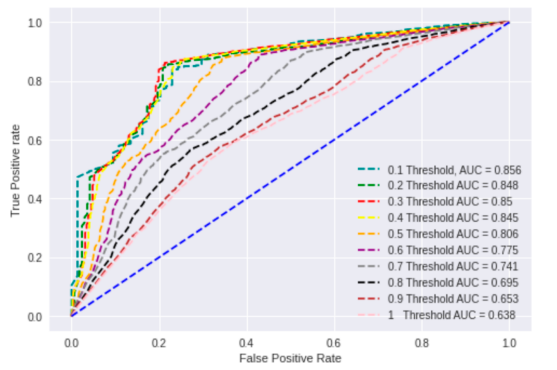 1.0
0.8
0.6
0.4
0.2
0.0
True Positive rate
0.1 Threshold, AUC = 0.856
0.2 Threshold AUC = 0.848
0.3 Threshold AUC = 0.85
0.4 Threshold AUC = 0.845
0.5 Threshold AUC = 0.806
0.6 Threshold AUC = 0.775
0.7 Threshold AUC = 0.741
0.8 Threshold AUC = 0.695
0.9 Threshold AUC = 0.653
1 Threshold AUC = 0.638
0.0 0.2 0.4 0.6 0.8 1.0
False Positive Rate